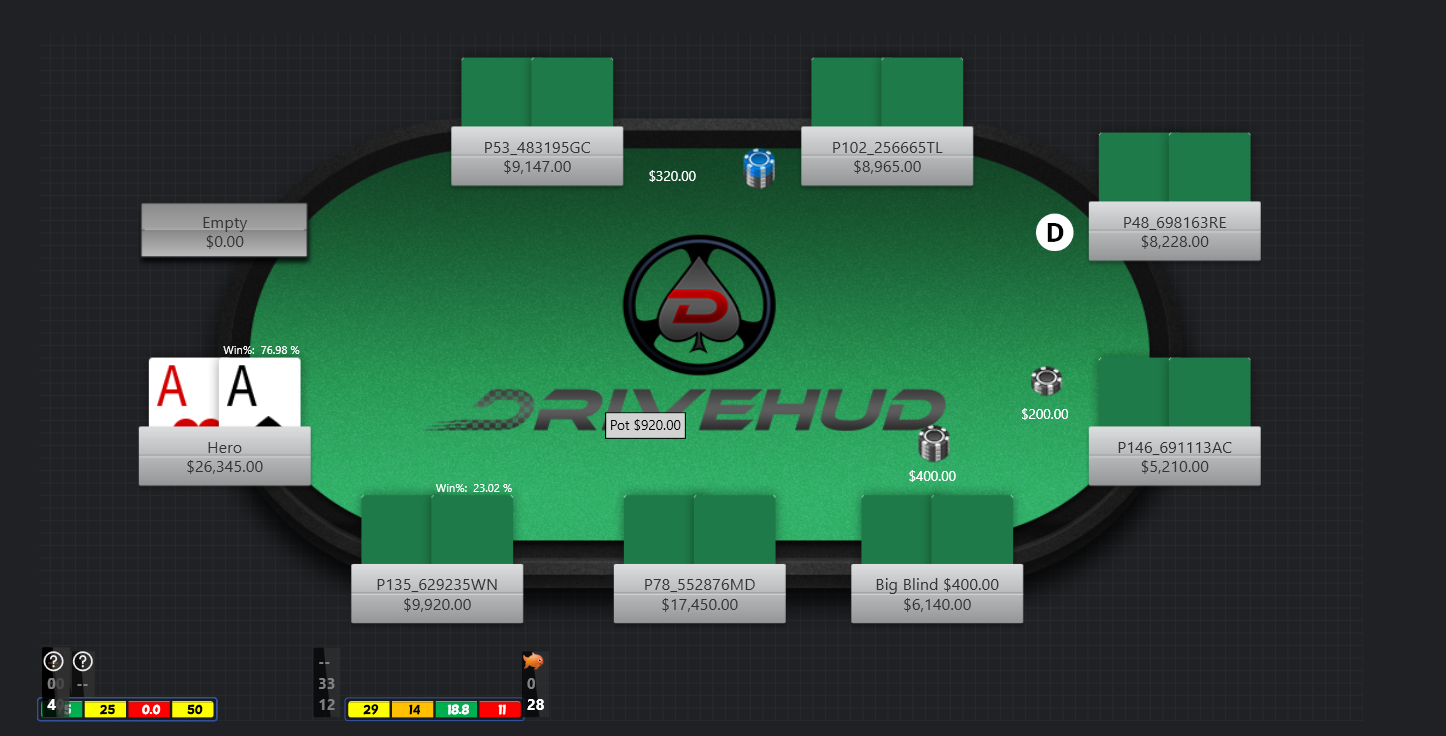 P53_483195GC
$9,147.00
$320.00
P102_256665TL
$8,965.00
P48_698163RE
$8,228.00
D
Empty
$0.00
Win%: 76.98 %
A
A
Hero
$26,345.00
DRIVEHUD
Pot $920.00
$200.00
$400.00
P146_691113AC
$5,210.00
Win%: 23.02 %
P135_629235WN
$9,920.00
P78_552876MD
$17,450.00
Big Blind $400.00
$6,140.00
? ?
--
--
33
0
4
25
0.0
50
12
29
14
18.8
11
28